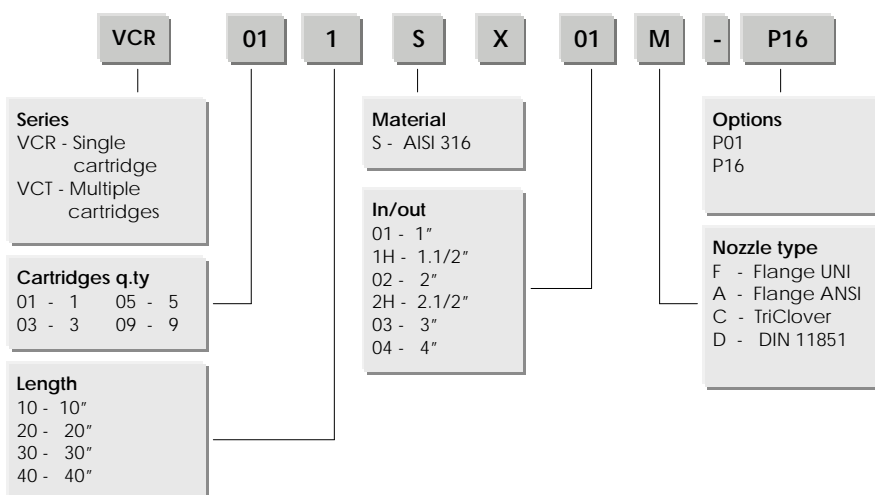 VCR 01 1 S X 01 M - P16
Series
VCR - Single
cartridge
VCT - Multiple
cartridges
Cartridges q.ty
01 - 1 05 - 5
03 - 3 09 - 9
Length
10 - 10″
20 - 20″
30 - 30″
40 - 40″
Material
S - AISI 316
In/out
01 - 1″
1H - 1.1/2″
02 - 2″
2H - 2.1/2″
03 - 3″
04 - 4″
Options
P01
P16
Nozzle type
F - Flange UNI
A - Flange ANSI
C - TriClover
D - DIN 11851